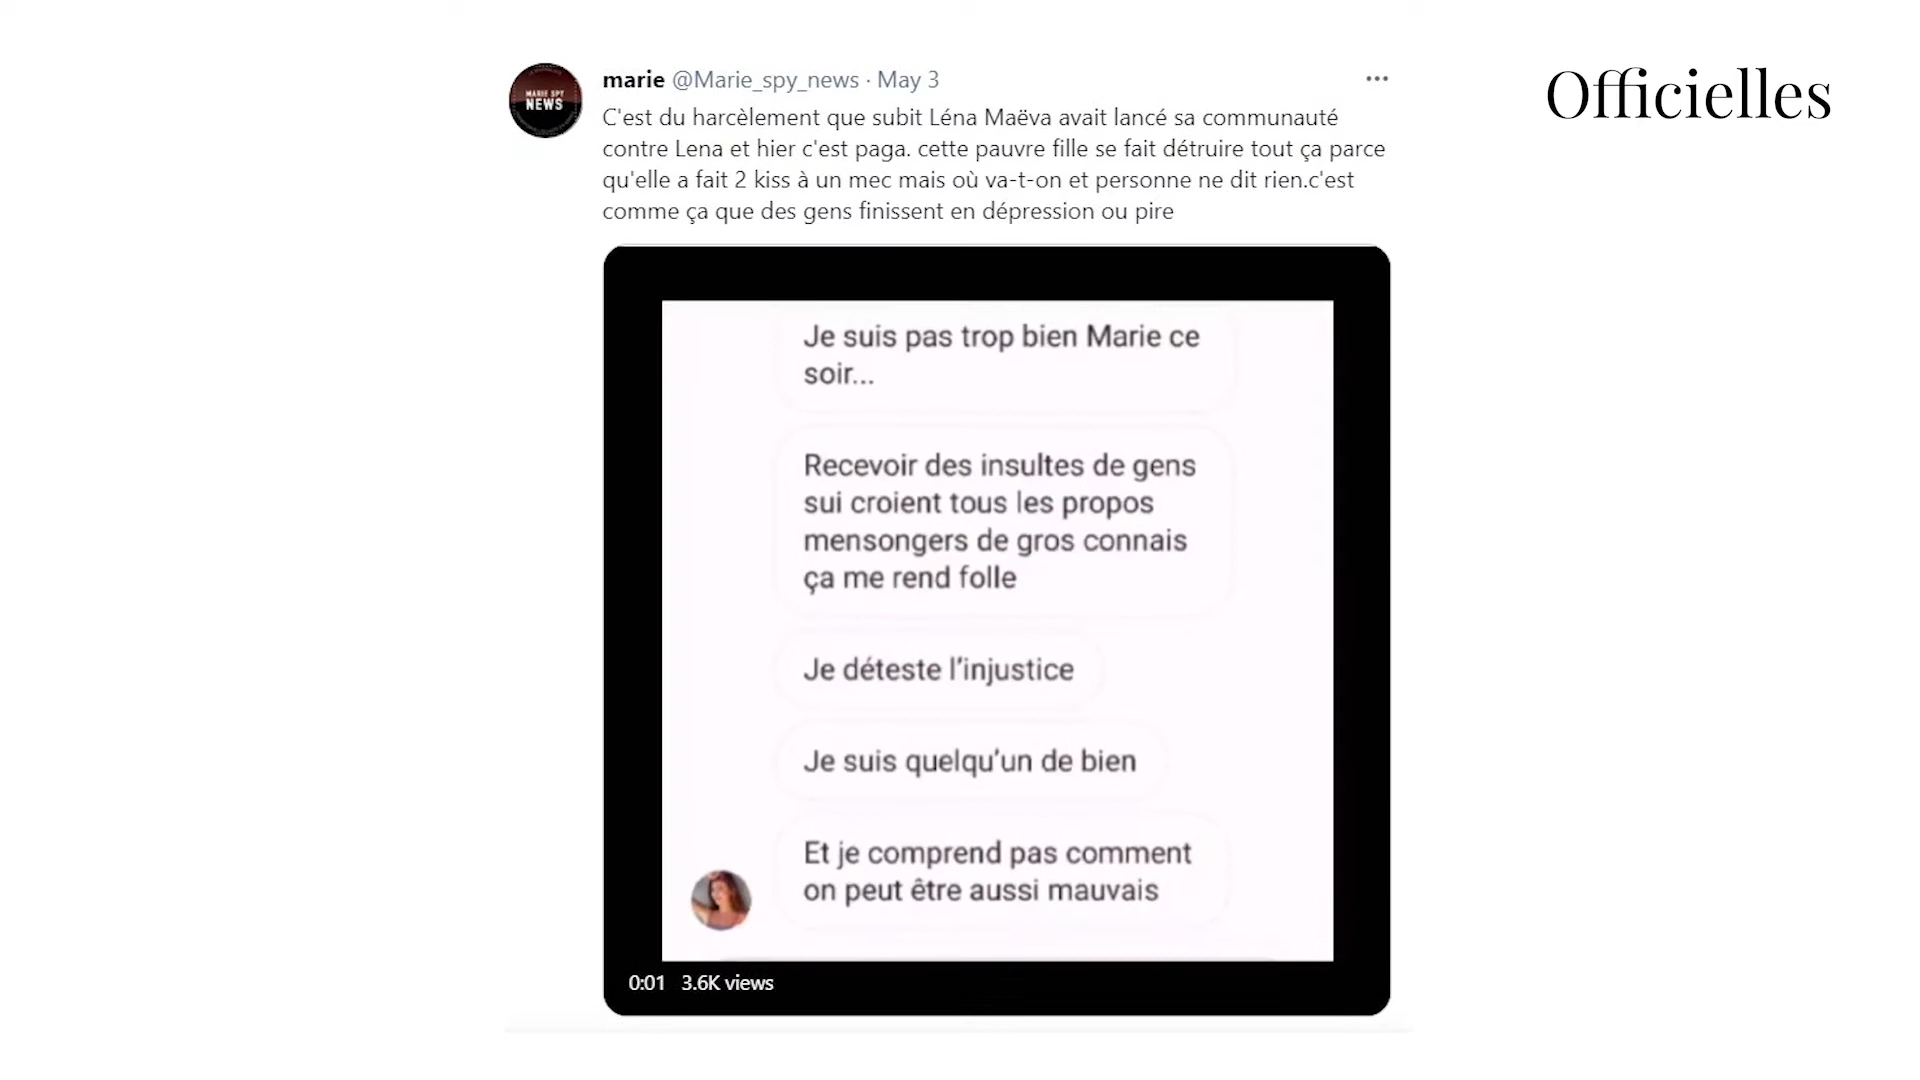 Officielles
MARIE SPY
NEWS
marie @Marie_spy_news · May 3
C'est du harcèlement que subit Léna Maëva avait lancé sa communauté
contre Lena et hier c'est paga. cette pauvre fille se fait détruire tout ça parce
qu'elle a fait 2 kiss à un mec mais où va-t-on et personne ne dit rien.c'est
comme ça que des gens finissent en dépression ou pire
Je suis pas trop bien Marie ce
soir...
Recevoir des insultes de gens
sui croient tous les propos
mensongers de gros connais
ça me rend folle
Je déteste l'injustice
Je suis quelqu'un de bien
Et je comprend pas comment
on peut être aussi mauvais
0:01 3.6K views